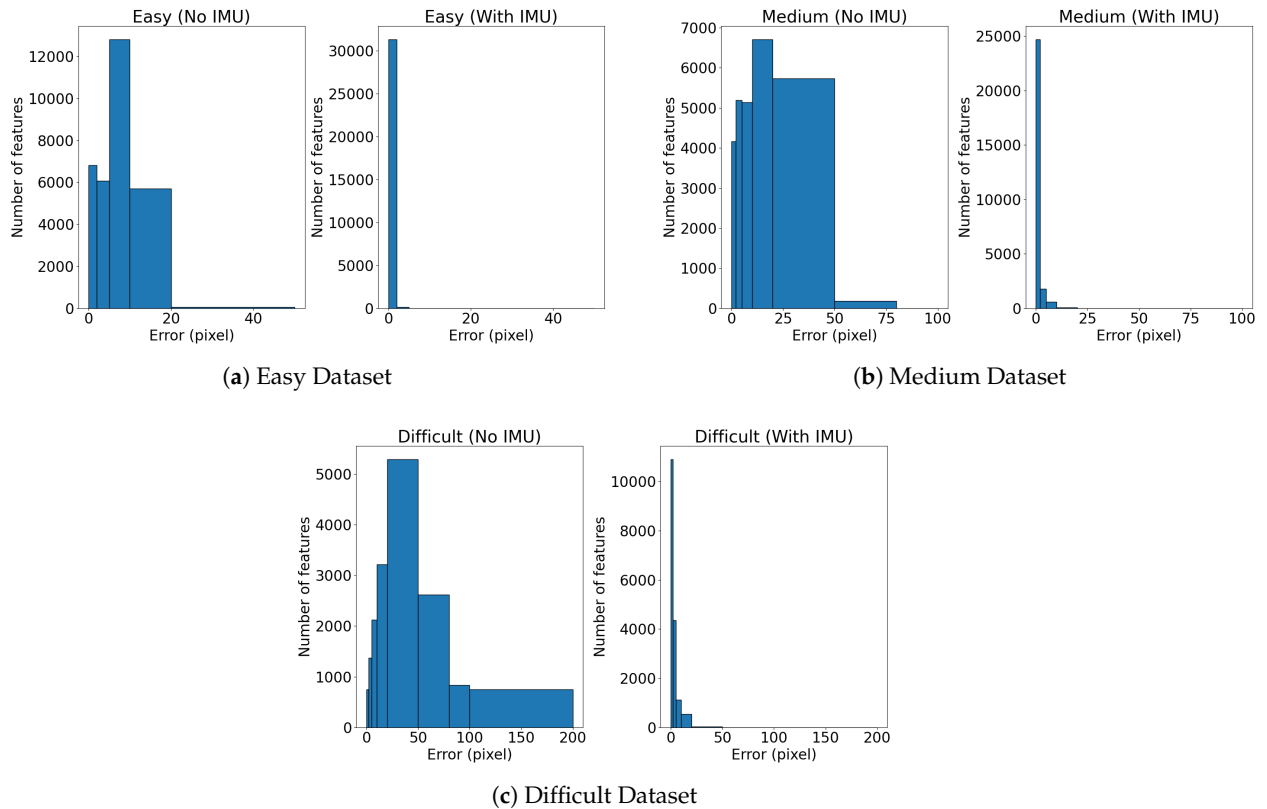 Easy (No IMU)
Number of features
12000
10000
8000
6000
4000
2000
0
0 20 40
Error (pixel)
Easy (With IMU)
Number of features
30000
25000
20000
15000
10000
5000
0
0 20 40
Error (pixel)
(a) Easy Dataset
Medium (No IMU)
Number of features
7000
6000
5000
4000
3000
2000
1000
0
0 25 50 75 100
Error (pixel)
Medium (With IMU)
Number of features
25000
20000
15000
10000
5000
0
0 25 50 75 100
Error (pixel)
(b) Medium Dataset
Difficult (No IMU)
Number of features
5000
4000
3000
2000
1000
0
0 50 100 150 200
Error (pixel)
Difficult (With IMU)
Number of features
10000
8000
6000
4000
2000
0
0 50 100 150 200
Error (pixel)
(c) Difficult Dataset